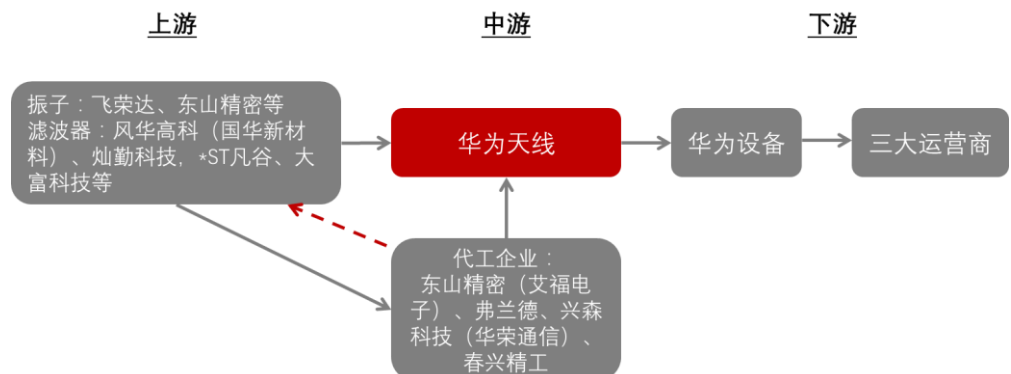 上游
中游
下游
振子：飞荣达、东山精密等
滤波器：风华高科（国华新材
料）、灿勤科技，*ST凡谷、大
富科技等
华为天线
华为设备
三大运营商
代工企业：
东山精密（艾福电
子）、弗兰德、兴森
科技（华荣通信）、
春兴精工